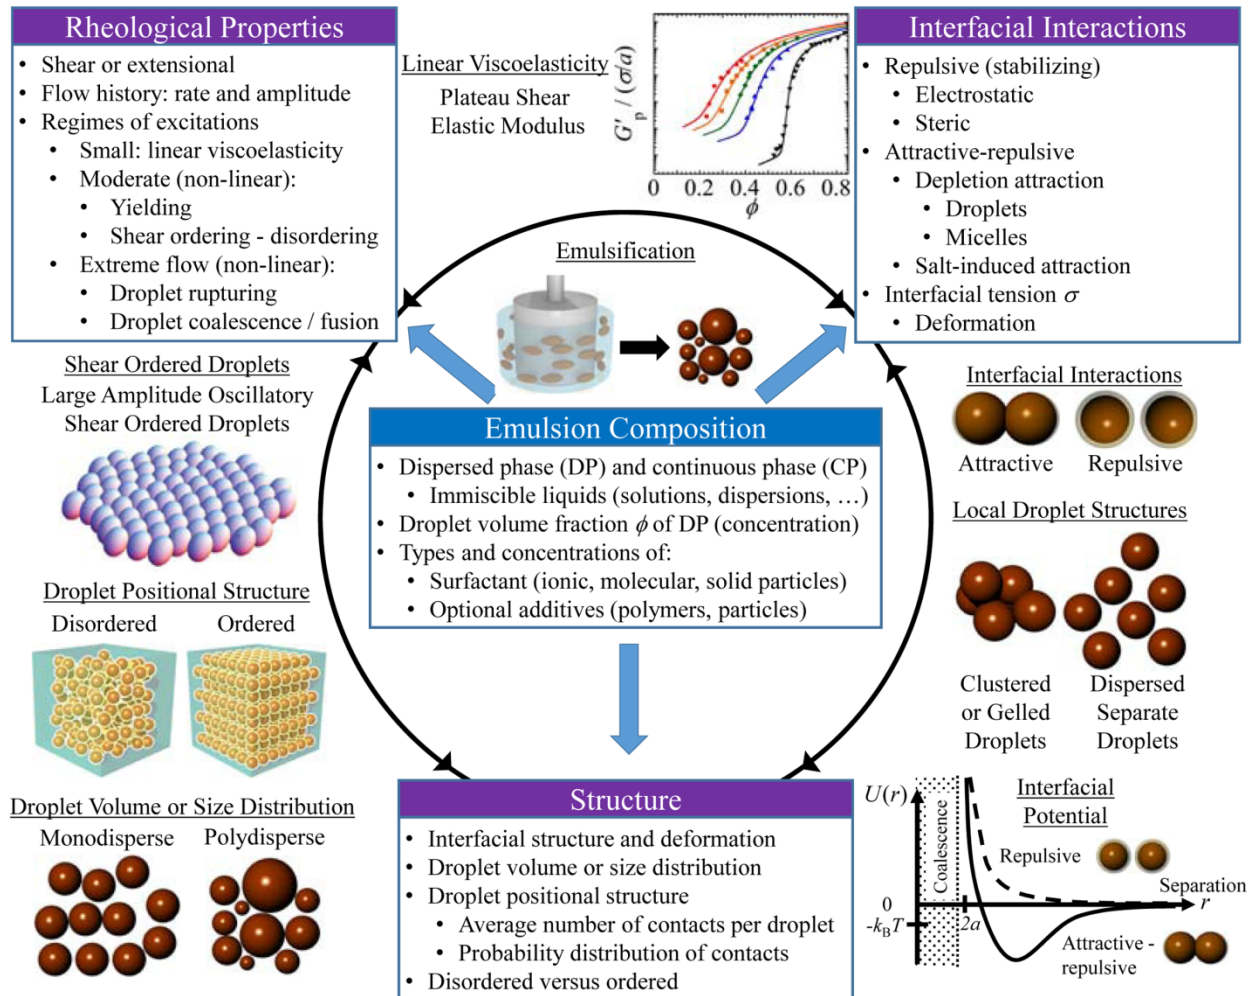 Rheological Properties
• Shear or extensional
• Flow history: rate and amplitude
• Regimes of excitations
• Small: linear viscoelasticity
• Moderate (non-linear):
• Yielding
• Shear ordering - disordering
• Extreme flow (non-linear):
• Droplet rupturing
• Droplet coalescence / fusion
Linear Viscoelasticity
Plateau Shear
Elastic Modulus
G'p / (σ/a)
0 0.2 0.4 0.6 0.8
ϕ
Interfacial Interactions
• Repulsive (stabilizing)
• Electrostatic
• Steric
• Attractive-repulsive
• Depletion attraction
• Droplets
• Micelles
• Salt-induced attraction
• Interfacial tension σ
• Deformation
Emulsification
Shear Ordered Droplets
Large Amplitude Oscillatory
Shear Ordered Droplets
Emulsion Composition
• Dispersed phase (DP) and continuous phase (CP)
• Immiscible liquids (solutions, dispersions, …)
• Droplet volume fraction ϕ of DP (concentration)
• Types and concentrations of:
• Surfactant (ionic, molecular, solid particles)
• Optional additives (polymers, particles)
Interfacial Interactions
Attractive Repulsive
Local Droplet Structures
Clustered
or Gelled
Droplets
Dispersed
Separate
Droplets
Droplet Positional Structure
Disordered Ordered
Droplet Volume or Size Distribution
Monodisperse Polydisperse
Structure
• Interfacial structure and deformation
• Droplet volume or size distribution
• Droplet positional structure
• Average number of contacts per droplet
• Probability distribution of contacts
• Disordered versus ordered
U(r)
Coalescence
Interfacial
Potential
Repulsive
Separation
r
0
-kBT
2a
Attractive -
repulsive